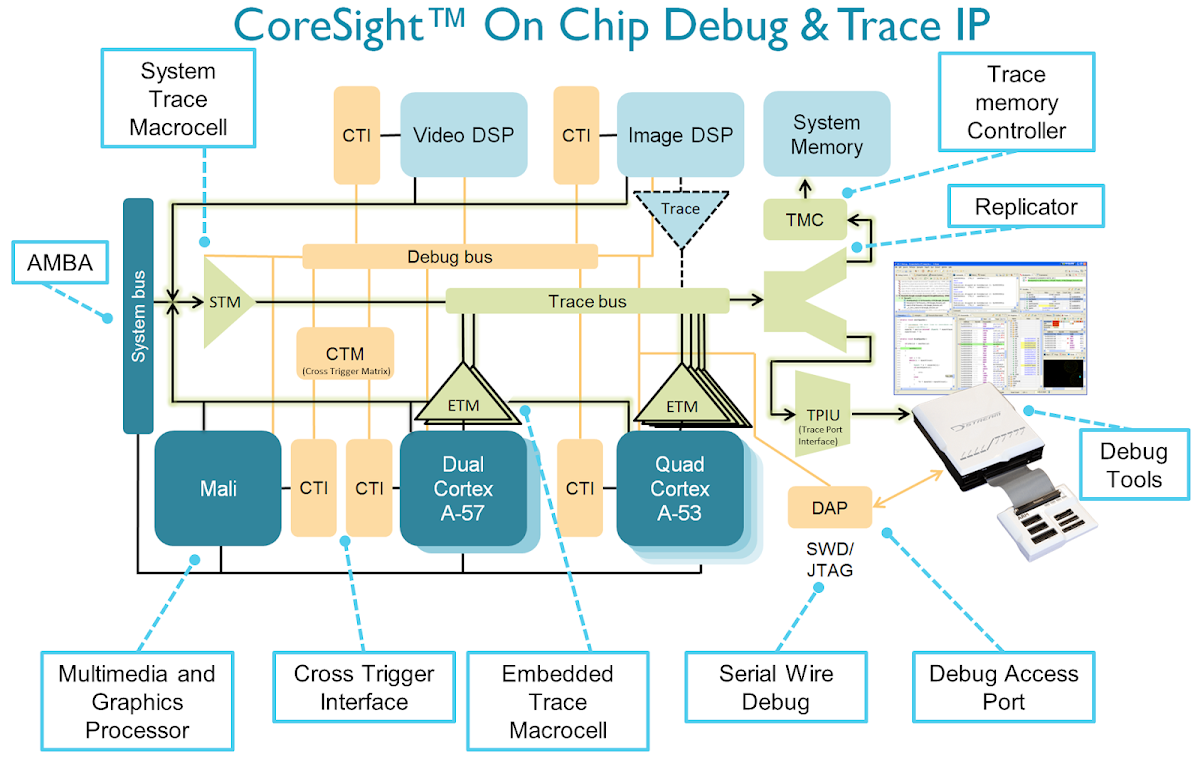 CoreSight™ On Chip Debug & Trace IP
System
Trace
Macrocell
Trace
memory
Controller
CTI
Video DSP
CTI
Image DSP
System
Memory
Trace
TMC
Replicator
AMBA
System bus
Debug bus
STM
Trace bus
CTM
(Cross Trigger Matrix)
ETM
ETM
TPIU
(Trace Port
Interface)
DSTREAM
Debug
Tools
Mali
CTI
CTI
Dual
Cortex
A-57
CTI
Quad
Cortex
A-53
DAP
SWD/
JTAG
Multimedia and
Graphics
Processor
Cross Trigger
Interface
Embedded
Trace
Macrocell
Serial Wire
Debug
Debug Access
Port